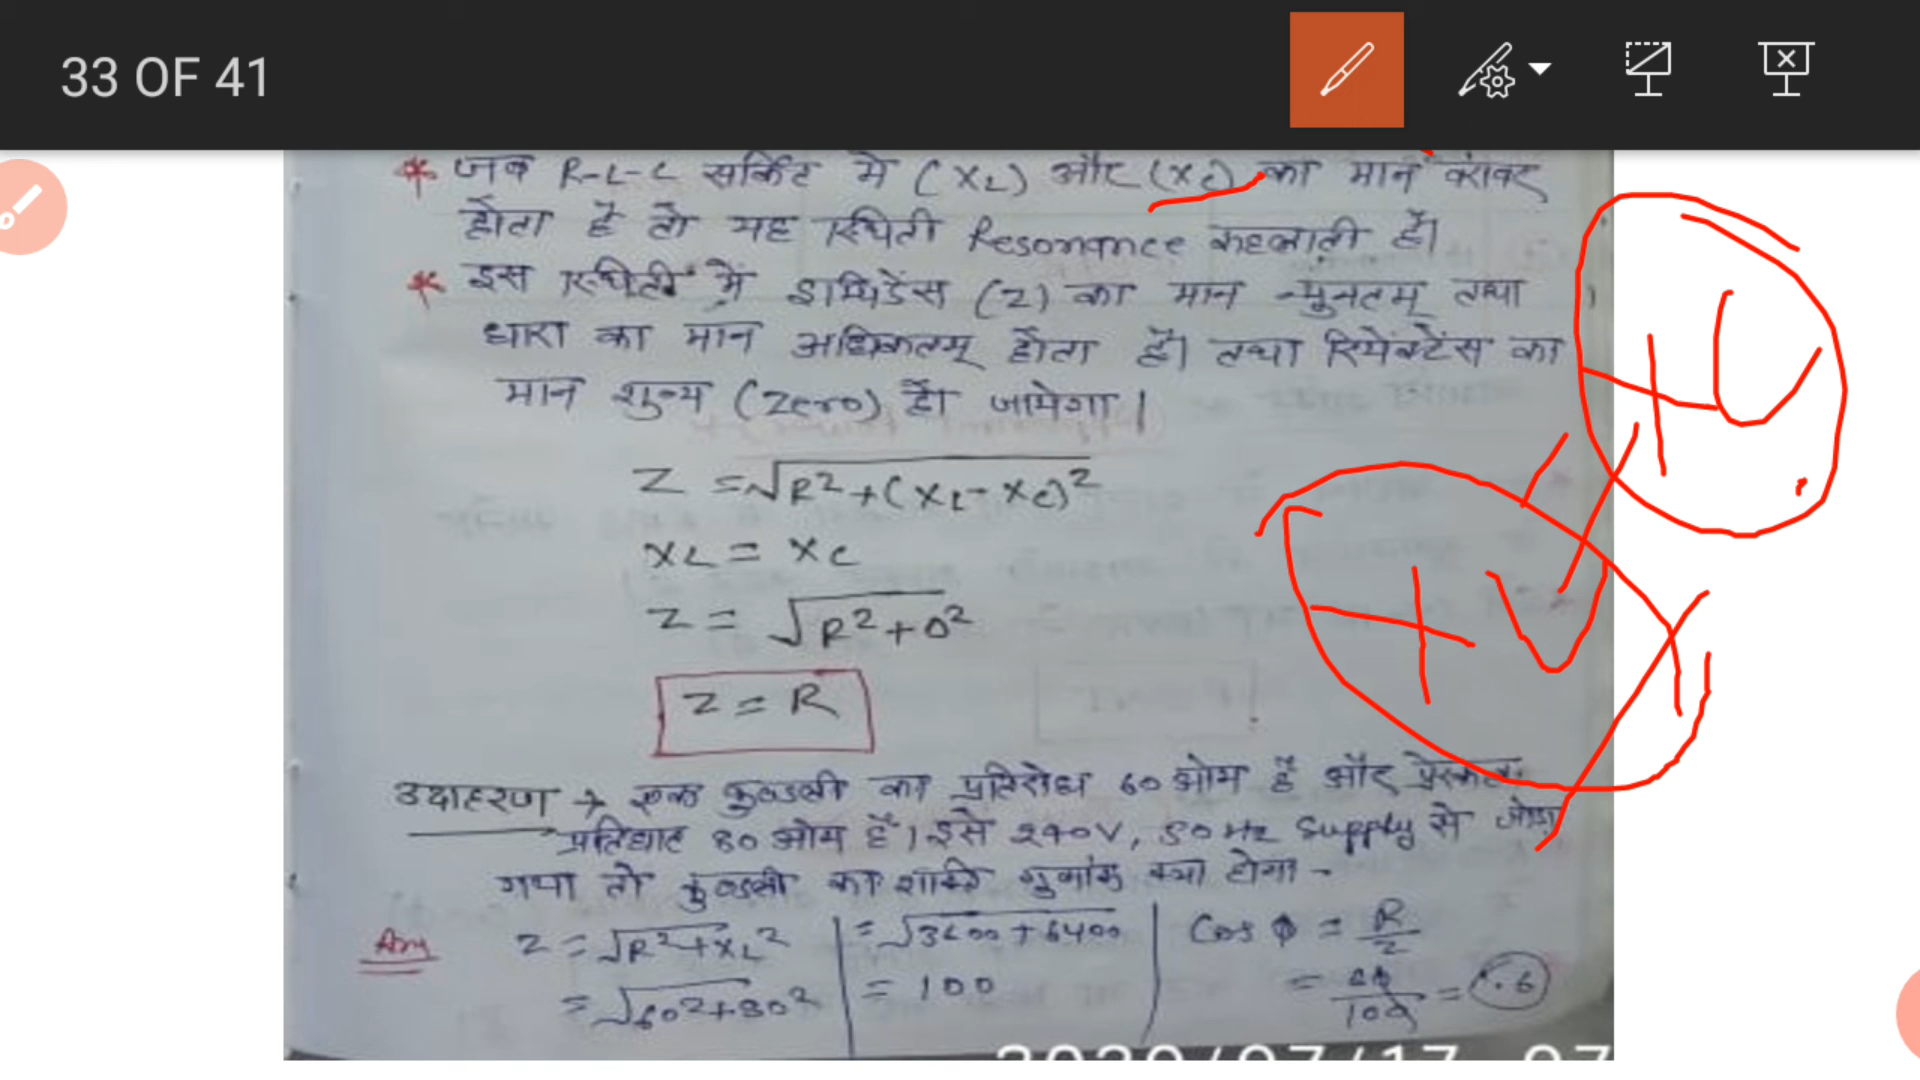 33 OF 41
* जब R-L-C सर्किट मे (XL) और (XC) का मान बराबर
होता है तो यह स्थिती Resonance कहलाती है।
* इस स्थिती में इम्पिडेंस (Z) का मान न्युनतम् तथा
धारा का मान अधिकतम् होता है। तथा रियेक्टेंस का
मान शुन्य (Zero) हो जायेगा।
Z = √R²+(XL-XC)²
XL = XC
Z = √R²+0²
Z = R
उदाहरण → एक कुण्डली का प्रतिरोध 60 ओम है और प्रेरकत्व
प्रतिघात 80 ओम है। इसे 240V, 50 Hz Supply से जोड़ा
गया तो कुण्डली का शक्ति गुणांक क्या होगा -
Ans Z = √R²+XL² = √3600+6400 Cos φ = R/Z
= √60²+80² = 100 = 60/100 = .6